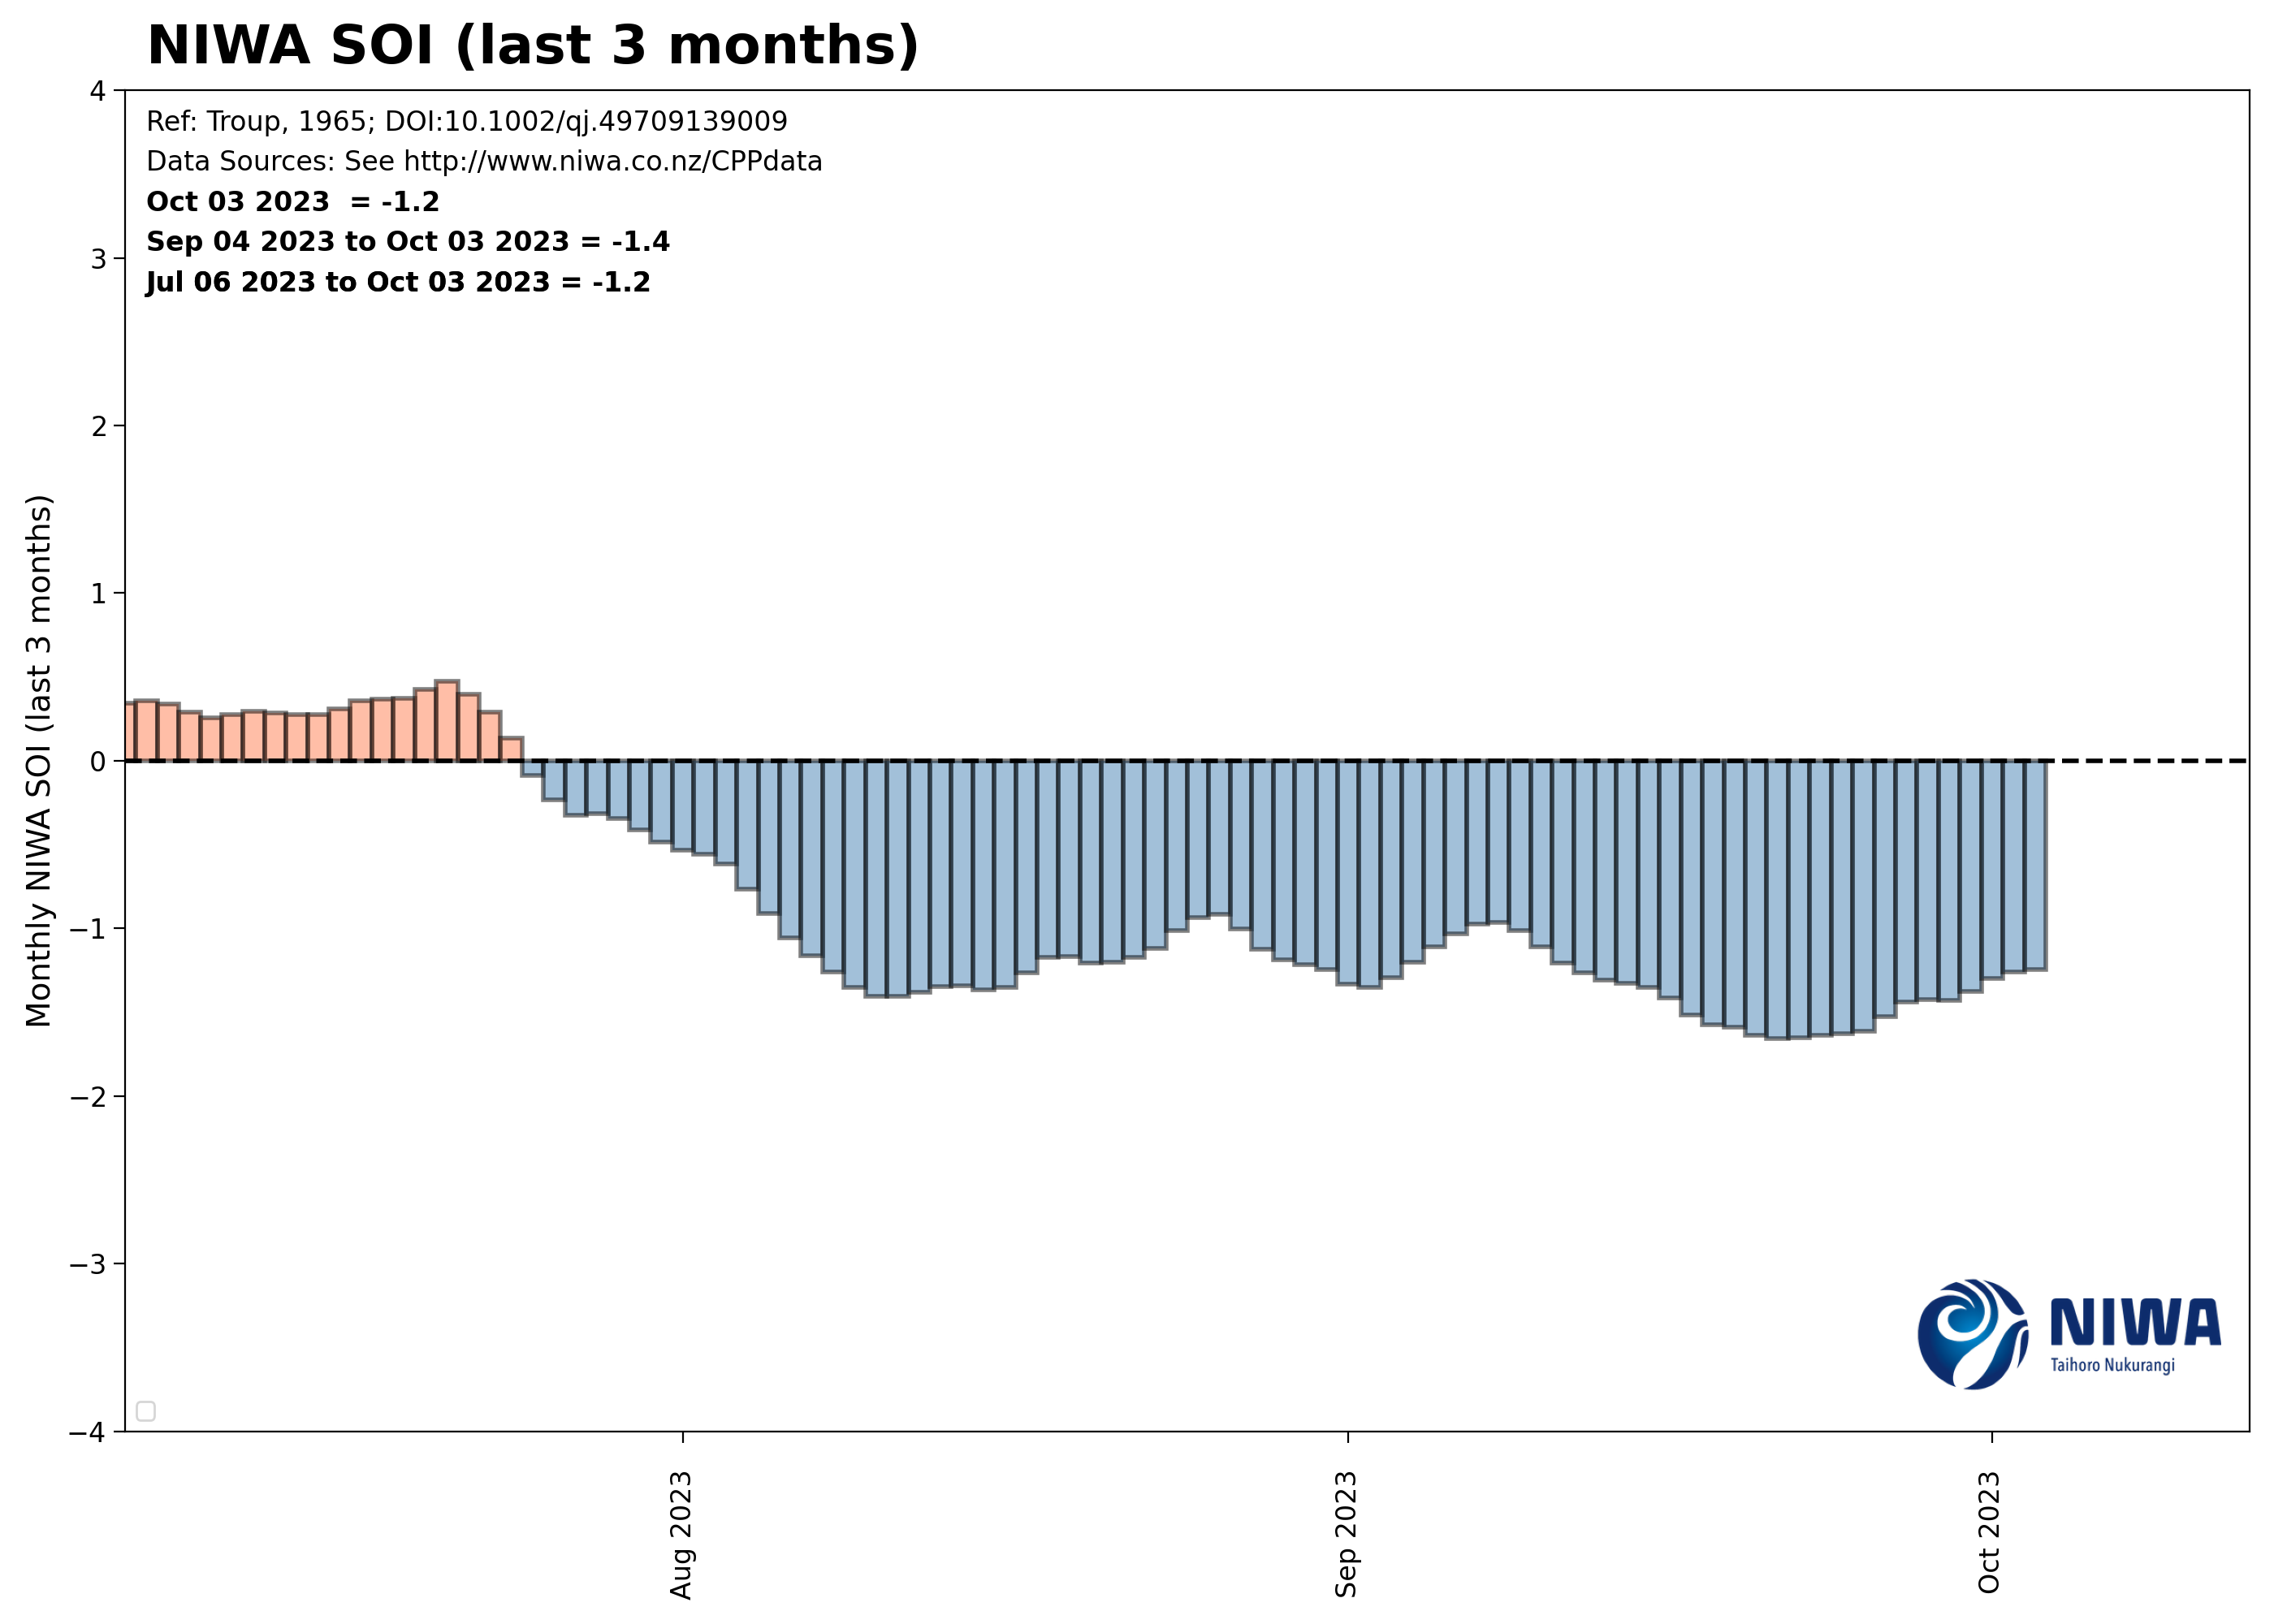 NIWA SOI (last 3 months)
Ref: Troup, 1965; DOI:10.1002/qj.49709139009
Data Sources: See http://www.niwa.co.nz/CPPdata
Oct 03 2023  = -1.2
Sep 04 2023 to Oct 03 2023 = -1.4
Jul 06 2023 to Oct 03 2023 = -1.2
Monthly NIWA SOI (last 3 months)
4
3
2
1
0
−1
−2
−3
−4
Aug 2023
Sep 2023
Oct 2023
NIWA
Taihoro Nukurangi